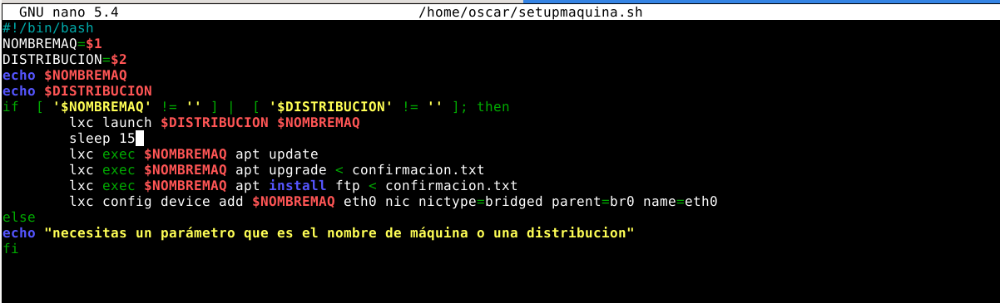 GNU nano 5.4 /home/oscar/setupmaquina.sh
#!/bin/bash
NOMBREMAQ=$1
DISTRIBUCION=$2
echo $NOMBREMAQ
echo $DISTRIBUCION
if  [ '$NOMBREMAQ' != '' ] |  [ '$DISTRIBUCION' != '' ]; then
        lxc launch $DISTRIBUCION $NOMBREMAQ
        sleep 15
        lxc exec $NOMBREMAQ apt update
        lxc exec $NOMBREMAQ apt upgrade < confirmacion.txt
        lxc exec $NOMBREMAQ apt install ftp < confirmacion.txt
        lxc config device add $NOMBREMAQ eth0 nic nictype=bridged parent=br0 name=eth0
else
echo "necesitas un parámetro que es el nombre de máquina o una distribucion"
fi